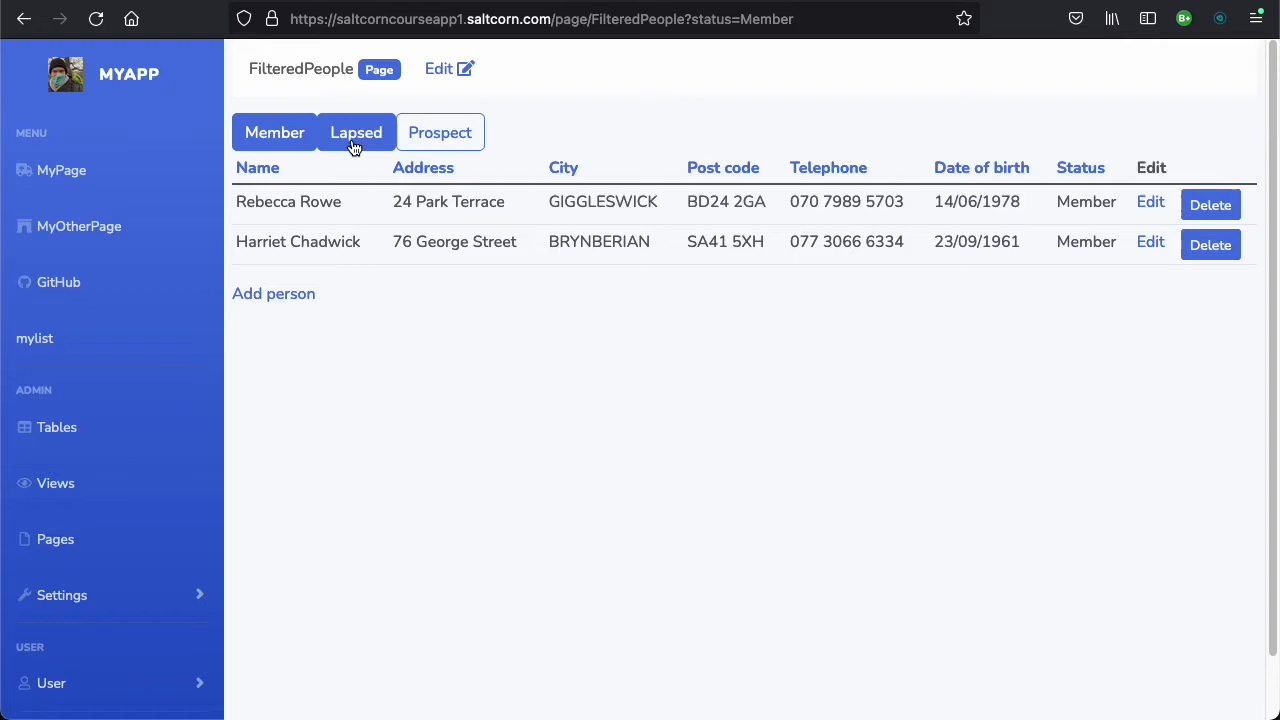 https://saltcorncourseapp1.saltcorn.com/page/FilteredPeople?status=Member
B+
MYAPP
FilteredPeople Page Edit
MENU
MyPage
MyOtherPage
GitHub
mylist
ADMIN
Tables
Views
Pages
Settings
USER
User
Member Lapsed Prospect
Name Address City Post code Telephone Date of birth Status Edit
Rebecca Rowe 24 Park Terrace GIGGLESWICK BD24 2GA 070 7989 5703 14/06/1978 Member Edit Delete
Harriet Chadwick 76 George Street BRYNBERIAN SA41 5XH 077 3066 6334 23/09/1961 Member Edit Delete
Add person